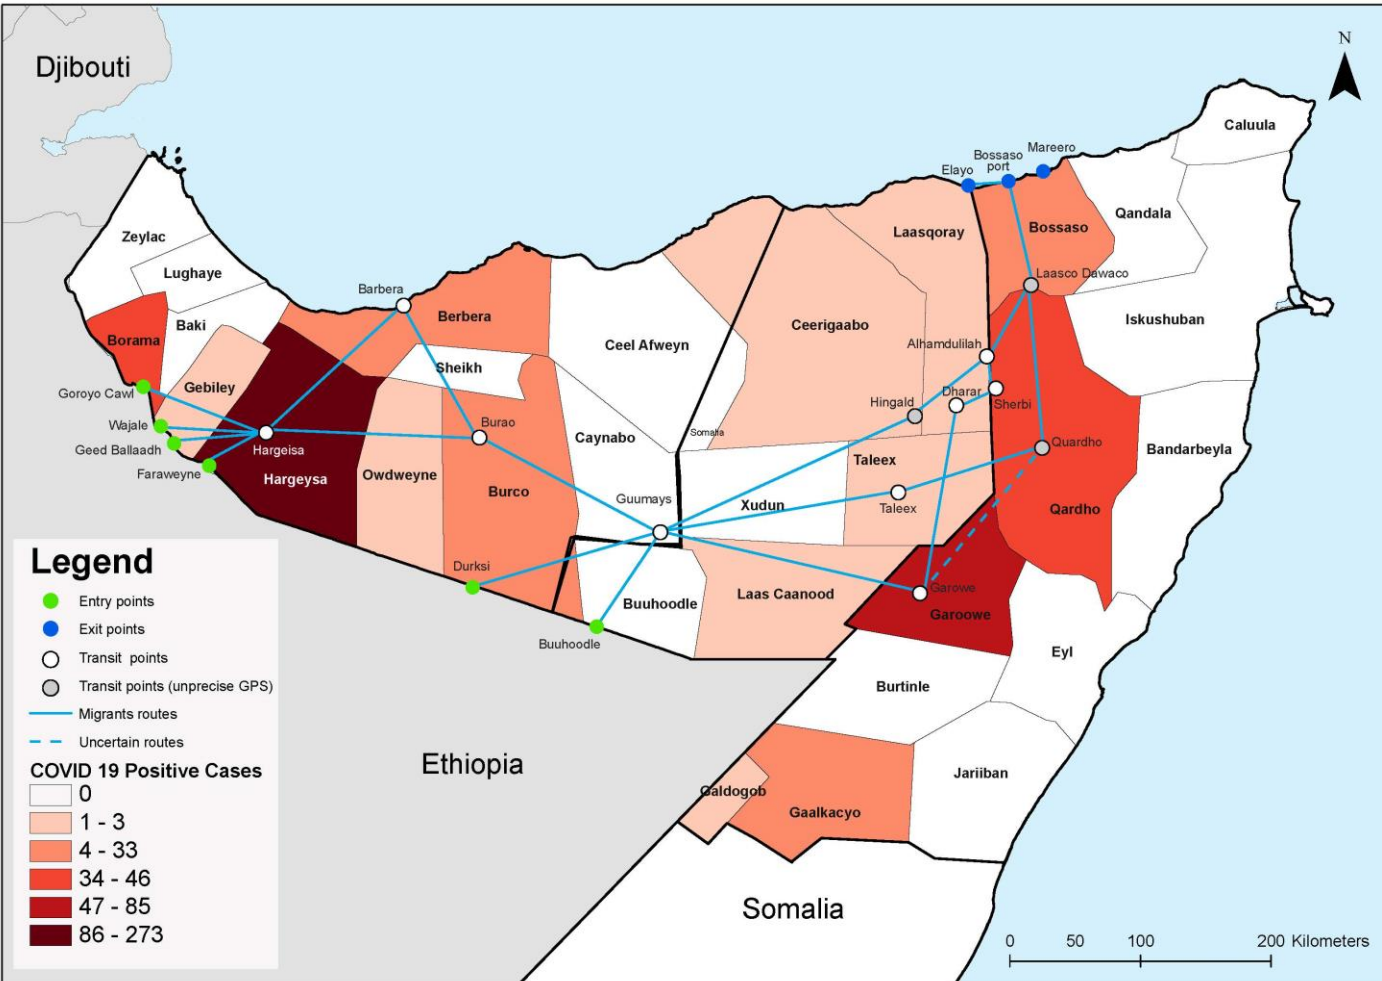 Djibouti
N
Caluula
Mareero
Bossaso
port
Elayo
Qandala
Zeylac
Laasqoray
Bossaso
Lughaye
Laasco Dawaco
Barbera
Berbera
Ceerigaabo
Iskushuban
Baki
Borama
Ceel Afweyn
Alhamdulilah
Sheikh
Gebiley
Goroyo Cawl
Dharar
Sherbi
Hingald
Wajale
Burao
Somalia
Caynabo
Quardho
Geed Ballaadh
Hargeisa
Bandarbeyla
Taleex
Faraweyne
Hargeysa
Owdweyne
Burco
Guumays
Xudun
Taleex
Qardho
Durksi
Garowe
Laas Caanood
Buuhoodle
Garoowe
Buuhoodle
Eyl
Burtinle
Ethiopia
Jariiban
Galdogob
Gaalkacyo
Somalia
Legend
Entry points
Exit points
Transit points
Transit points (unprecise GPS)
Migrants routes
Uncertain routes
COVID 19 Positive Cases
0
1 - 3
4 - 33
34 - 46
47 - 85
86 - 273
0 50 100 200 Kilometers